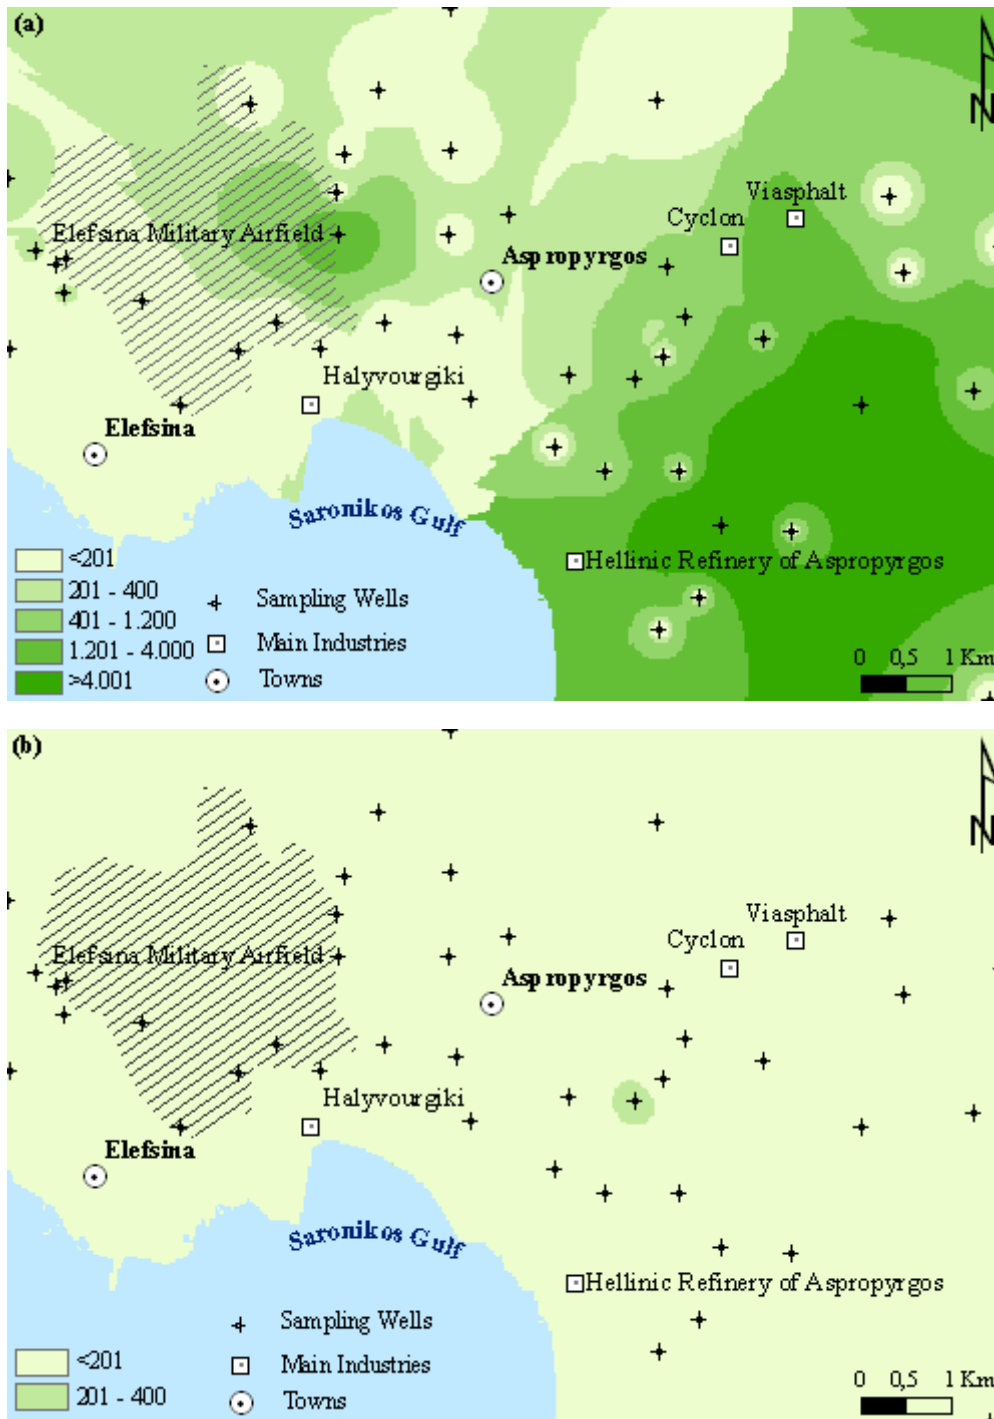 (a)
N
Viasphalt
Cyclon
Elefsina Military Airfield
Aspropyrgos
Halyvourgiki
Elefsina
Saronikos Gulf
<201
201 - 400
401 - 1.200
1.201 - 4.000
>4.001
Sampling Wells
Main Industries
Towns
Hellinic Refinery of Aspropyrgos
0 0,5 1 Km
(b)
N
Viasphalt
Cyclon
Elefsina Military Airfield
Aspropyrgos
Halyvourgiki
Elefsina
Saronikos Gulf
Hellinic Refinery of Aspropyrgos
Sampling Wells
<201
Main Industries
201 - 400
Towns
0 0,5 1 Km